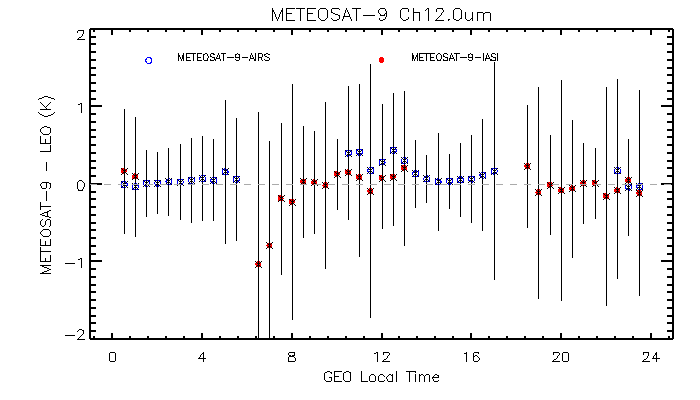 METEOSAT-9 Ch12.0um
METEOSAT-9-AIRS METEOSAT-9-IASI
METEOSAT-9 - LEO (K)
2
1
0
-1
-2
0 4 8 12 16 20 24
GEO Local Time